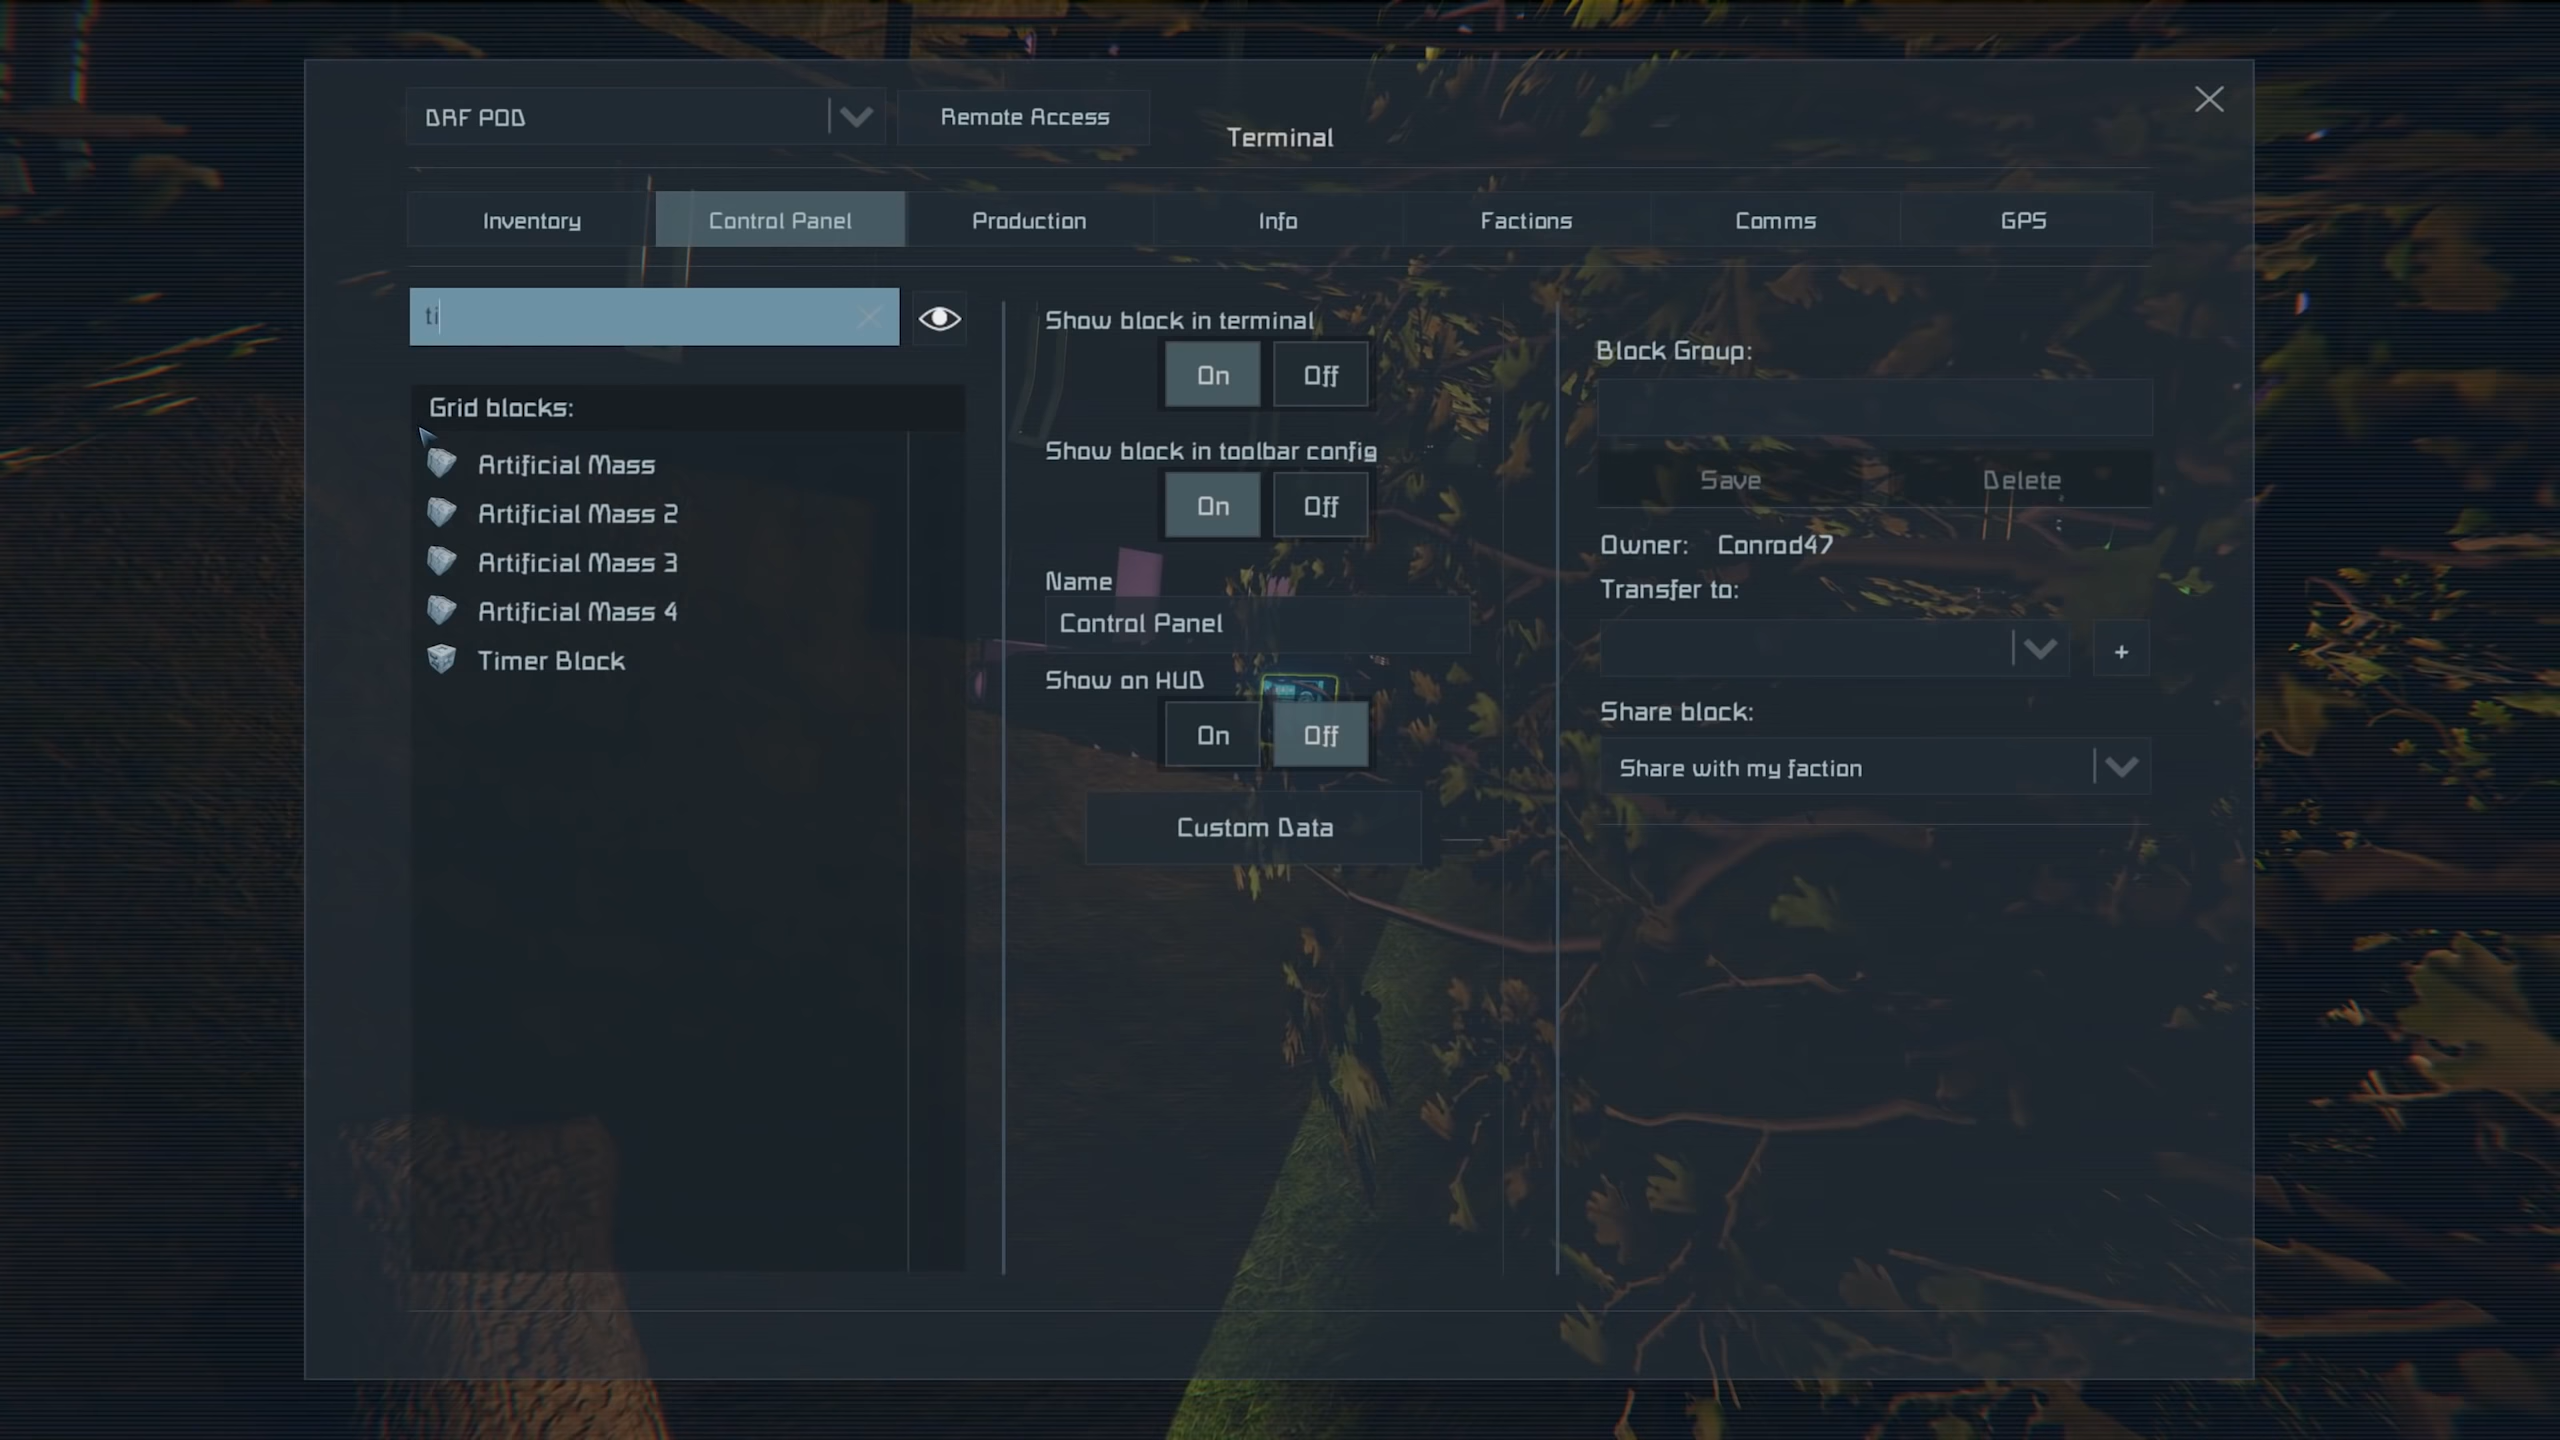 DRF POD
Remote Access
Terminal
Inventory
Control Panel
Production
Info
Factions
Comms
GPS
ti
Grid blocks:
Artificial Mass
Artificial Mass 2
Artificial Mass 3
Artificial Mass 4
Timer Block
Show block in terminal
On
Off
Show block in toolbar config
On
Off
Name
Control Panel
Show on HUD
On
Off
Custom Data
Block Group:
Save
Delete
Owner: Conrod47
Transfer to:
+
Share block:
Share with my faction